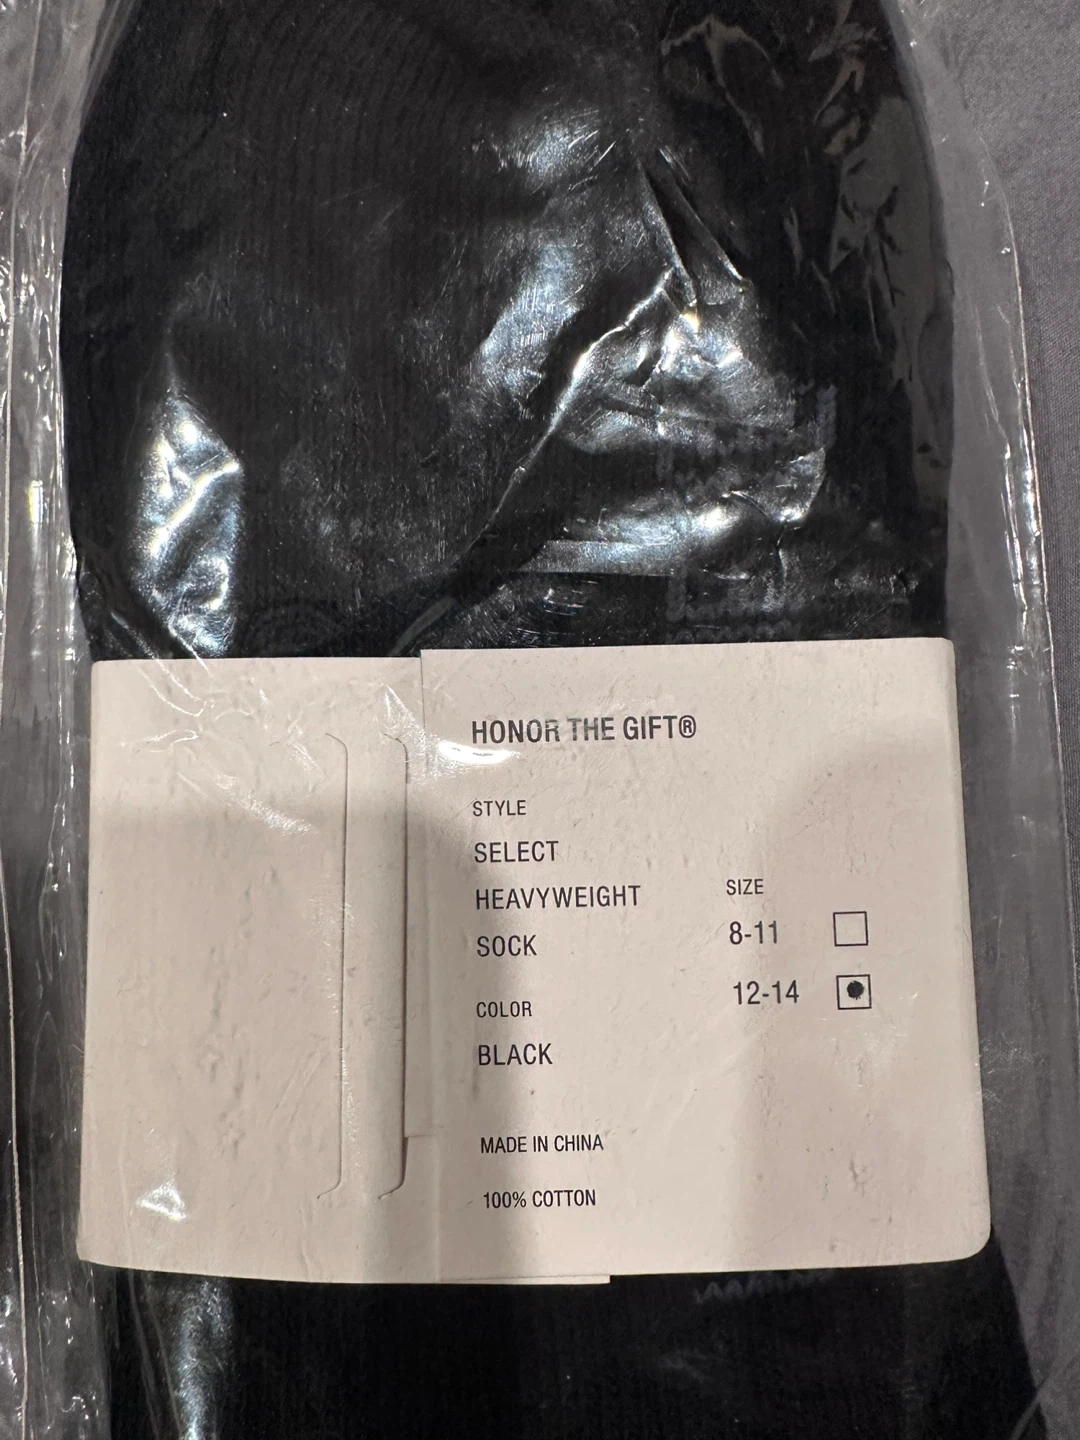 HONOR THE GIFT®
STYLE
SELECT
HEAVYWEIGHT
SOCK
COLOR
BLACK
SIZE
8-11
12-14
MADE IN CHINA
100% COTTON